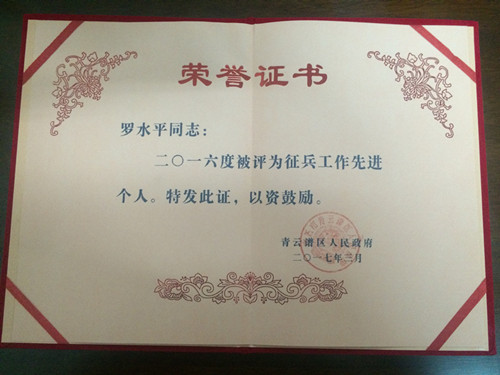 荣誉证书
罗水平同志：
二〇一六度被评为征兵工作先进
个人。特发此证，以资鼓励。
青云谱区人民政府
二〇一七年三月